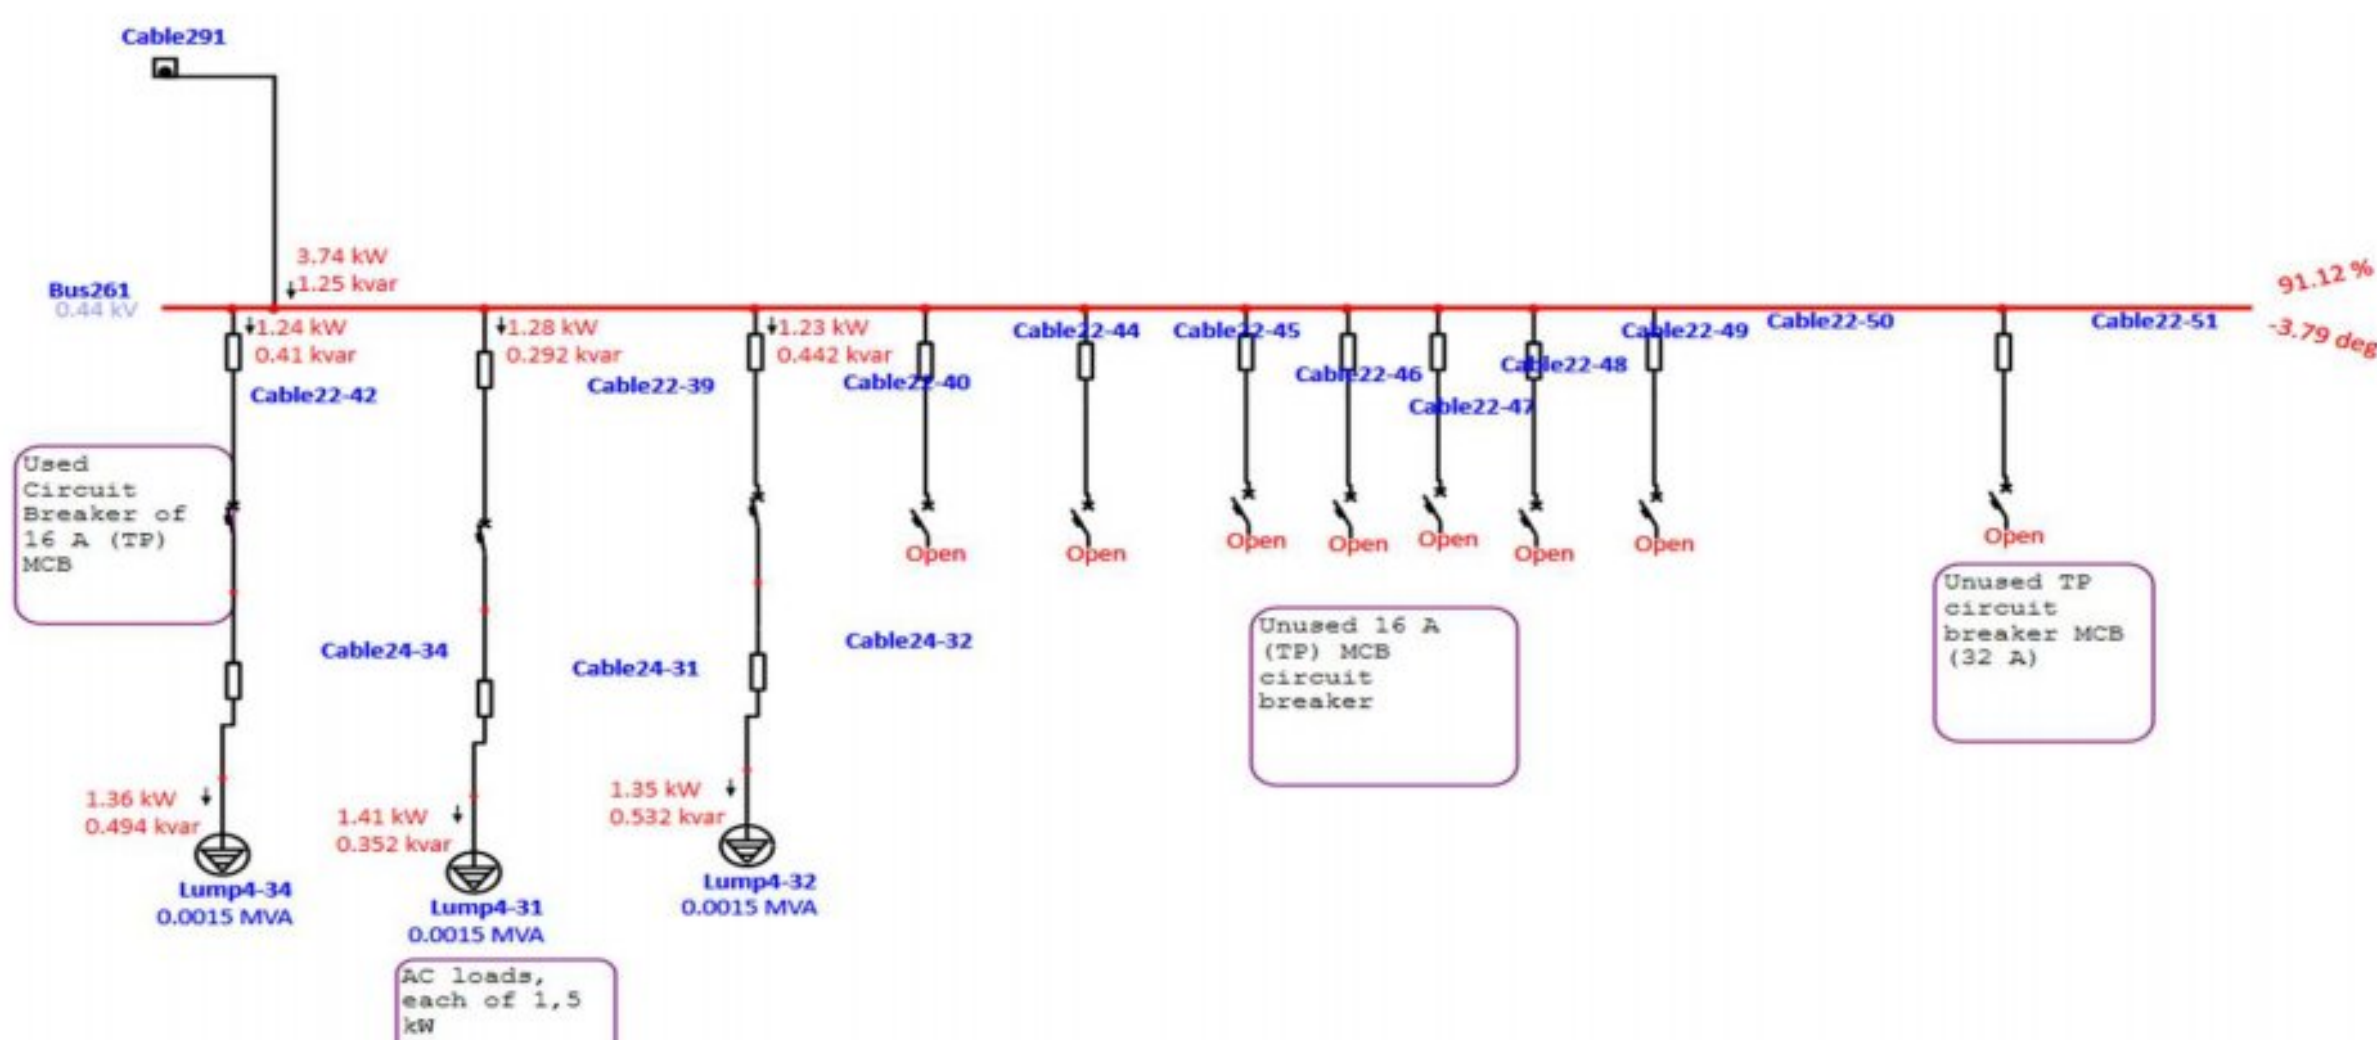 Cable291
3.74 kW
1.25 kvar
Bus261
0.44 kV
91.12 %
-3.79 deg
1.24 kW
0.41 kvar
1.28 kW
0.292 kvar
1.23 kW
0.442 kvar
Cable22-42
Cable22-39
Cable22-40
Cable22-44
Cable22-45
Cable22-46
Cable22-47
Cable22-48
Cable22-49
Cable22-50
Cable22-51
Used
Circuit
Breaker of
16 A (TP)
MCB
Open
Open
Open
Open
Open
Open
Open
Open
Unused 16 A
(TP) MCB
circuit
breaker
Unused TP
circuit
breaker MCB
(32 A)
Cable24-34
Cable24-31
Cable24-32
1.36 kW
0.494 kvar
1.41 kW
0.352 kvar
1.35 kW
0.532 kvar
Lump4-34
0.0015 MVA
Lump4-31
0.0015 MVA
Lump4-32
0.0015 MVA
AC loads,
each of 1,5
kW